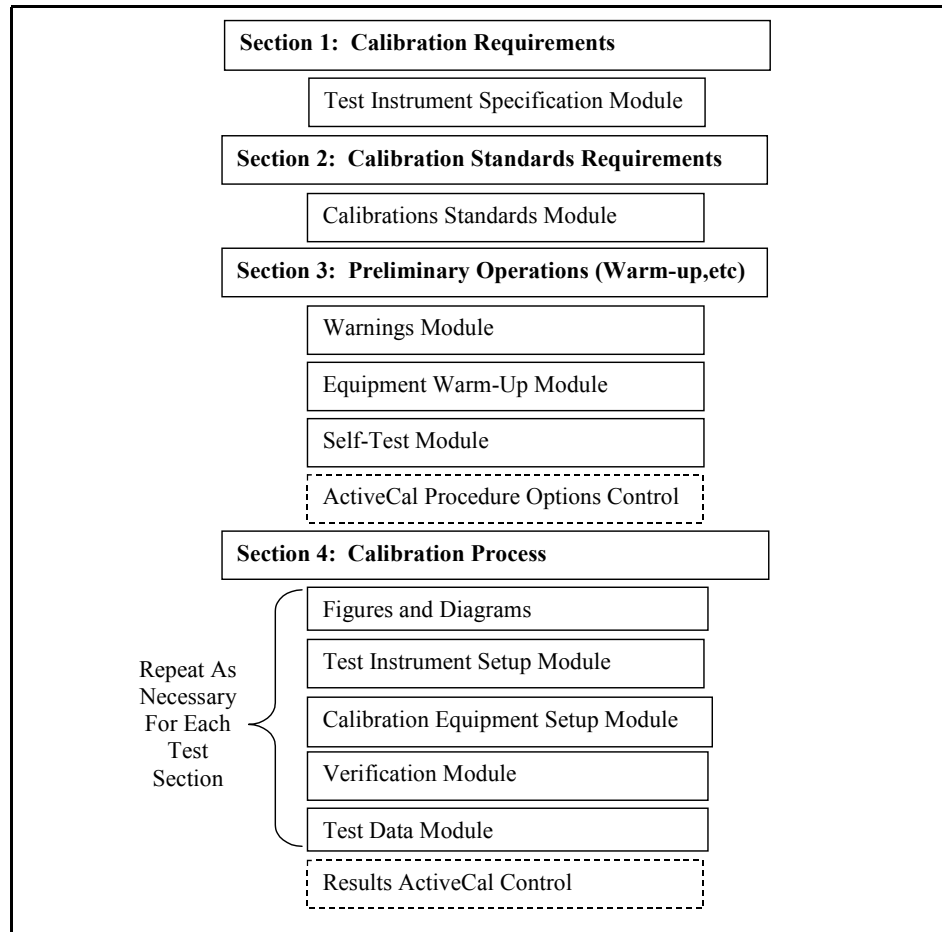 Section 1: Calibration Requirements
Test Instrument Specification Module
Section 2: Calibration Standards Requirements
Calibrations Standards Module
Section 3: Preliminary Operations (Warm-up,etc)
Warnings Module
Equipment Warm-Up Module
Self-Test Module
ActiveCal Procedure Options Control
Section 4: Calibration Process
Repeat As
Necessary
For Each
Test
Section
Figures and Diagrams
Test Instrument Setup Module
Calibration Equipment Setup Module
Verification Module
Test Data Module
Results ActiveCal Control